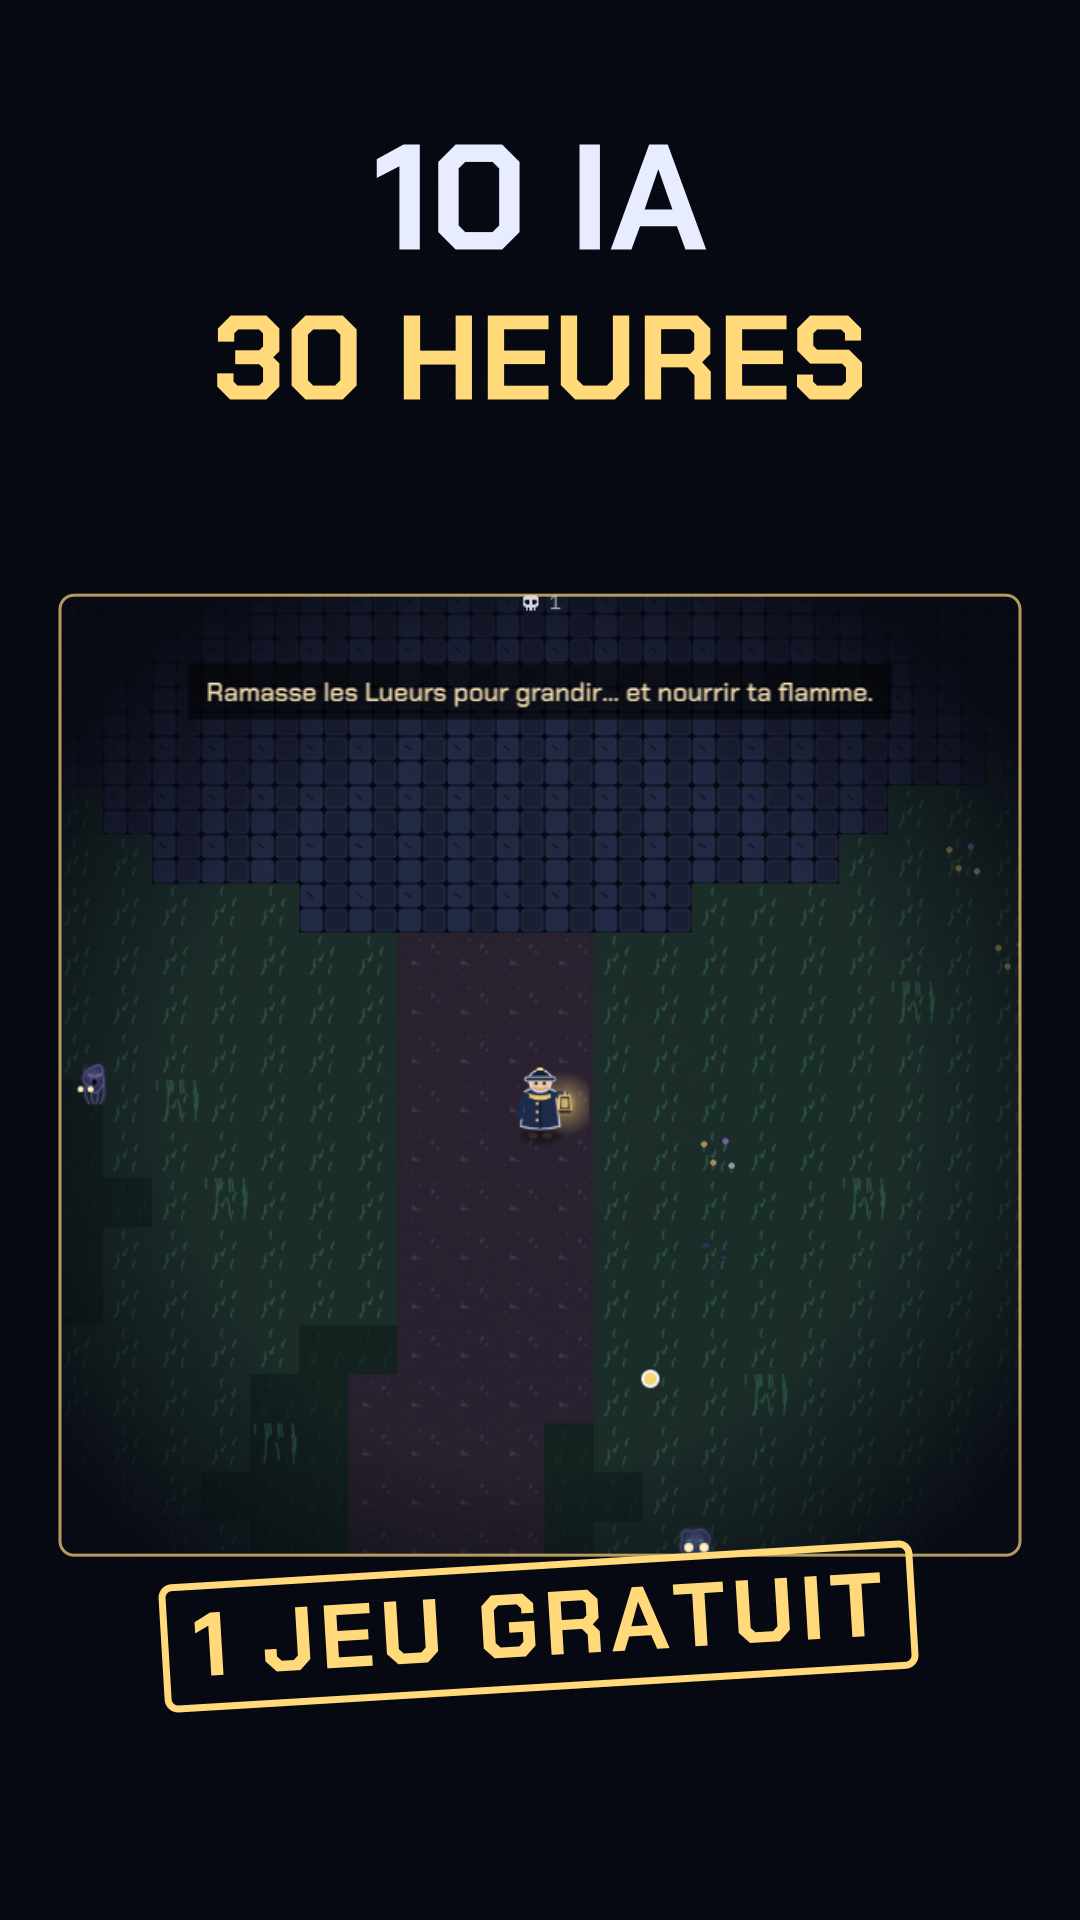 10 IA
30 HEURES
1
Ramasse les Lueurs pour grandir... et nourrir ta flamme.
1 JEU GRATUIT